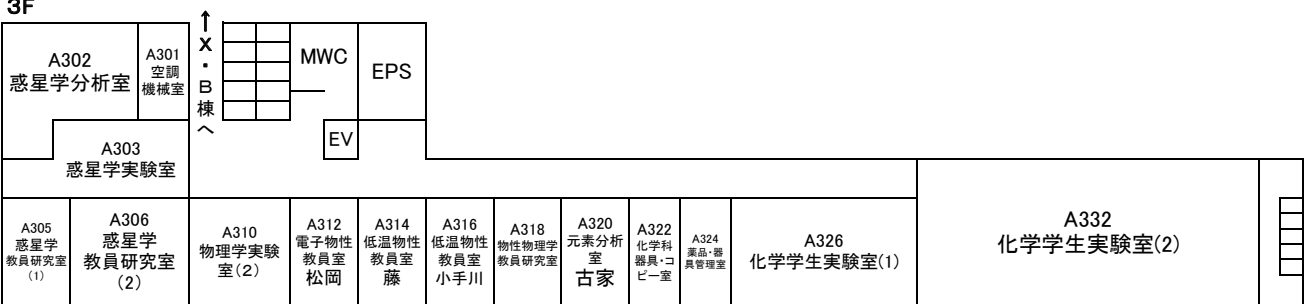 3F
A302
惑星学分析室
A301
空調
機械室
↑
X
・
B
棟
へ
MWC
EPS
EV
A303
惑星学実験室
A305
惑星学
教員研究室
(1)
A306
惑星学
教員研究室
(2)
A310
物理学実験
室(2)
A312
電子物性
教員室
松岡
A314
低温物性
教員室
藤
A316
低温物性
教員室
小手川
A318
物性物理学
教員研究室
A320
元素分析
室
古家
A322
化学科
器具・コ
ピー室
A324
薬品・器
具管理室
A326
化学学生実験室(1)
A332
化学学生実験室(2)